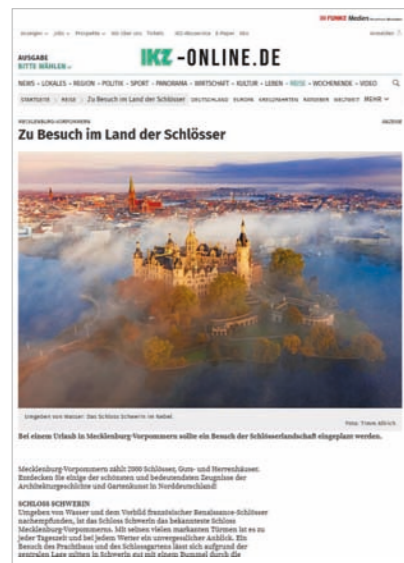 FUNKE Medien
Anzeigen Jobs Prospekte Wir über uns Tickets IKZ-Messervice E-Paper Abo
Anmelden
AUSGABE
BITTE WÄHLEN
IKZ -ONLINE.DE
NEWS LOKALES REGION POLITIK SPORT PANORAMA WIRTSCHAFT KULTUR LEBEN REISE WOCHENENDE VIDEO
STARTSEITE REISE Zu Besuch im Land der Schlösser DEUTSCHLAND EUROPA KREUZFAHRTEN RATGEBER WELTWEIT MEHR
MECKLENBURG-VORPOMMERN
ANZEIGE
Zu Besuch im Land der Schlösser
Umgeben von Wasser: Das Schloss Schwerin im Nebel.
Foto: Timm Allrich
Bei einem Urlaub in Mecklenburg-Vorpommern sollte ein Besuch der Schlösserlandschaft eingeplant werden.
Mecklenburg-Vorpommern zählt 2000 Schlösser, Guts- und Herrenhäuser.
Entdecken Sie einige der schönsten und bedeutendsten Zeugnisse der
Architekturgeschichte und Gartenkunst in Norddeutschland!
SCHLOSS SCHWERIN
Umgeben von Wasser und dem Vorbild französischer Renaissance-Schlösser
nachempfunden, ist das Schloss Schwerin das bekannteste Schloss
Mecklenburg-Vorpommerns. Mit seinen vielen markanten Türmen ist es zu
jeder Tageszeit und bei jedem Wetter ein unvergesslicher Anblick. Ein
Besuch des Prachtbaus und des Schlossgartens lässt sich aufgrund der
zentralen Lage mitten in Schwerin gut mit einem Bummel durch die